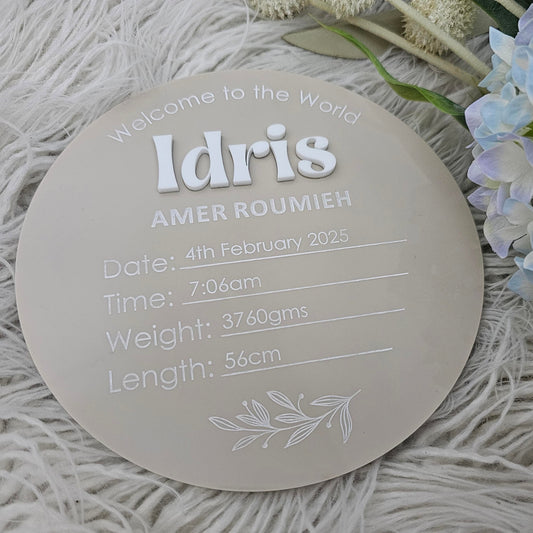 Welcome to the World
Idris
AMER ROUMIEH
Date: 4th February 2025
Time: 7:06am
Weight: 3760gms
Length: 56cm